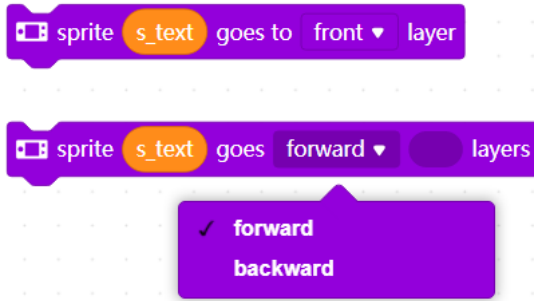 sprite s_text goes to front ▼ layer
sprite s_text goes forward ▼ layers
✓ forward
backward